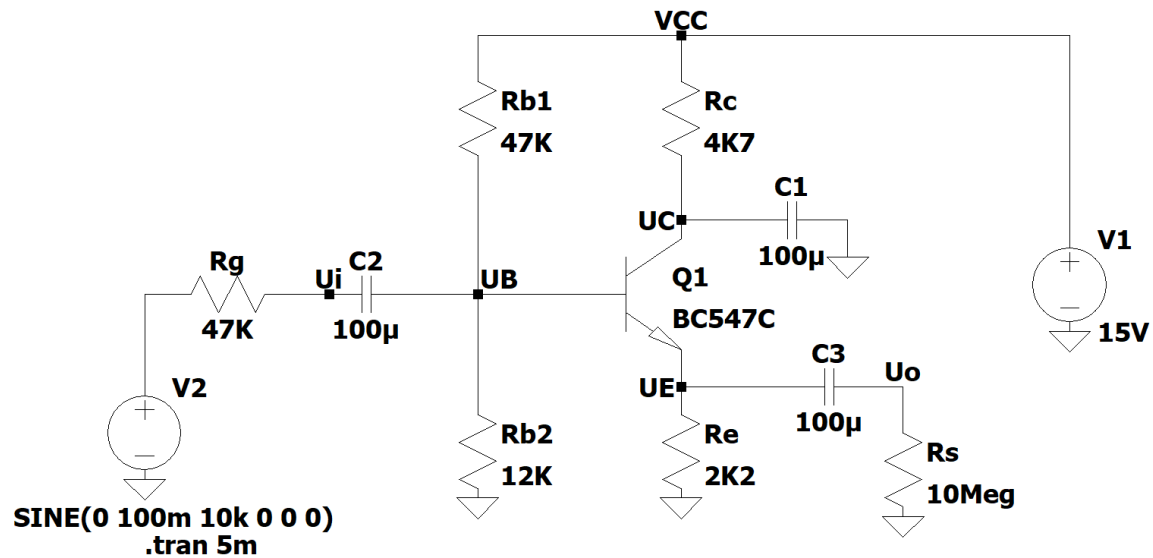 VCC
Rb1
47K
Rc
4K7
C1
100µ
UC
V1
15V
Rg
47K
Ui
C2
100µ
UB
Q1
BC547C
C3
100µ
Uo
UE
V2
Rb2
12K
Re
2K2
Rs
10Meg
SINE(0 100m 10k 0 0 0)
.tran 5m